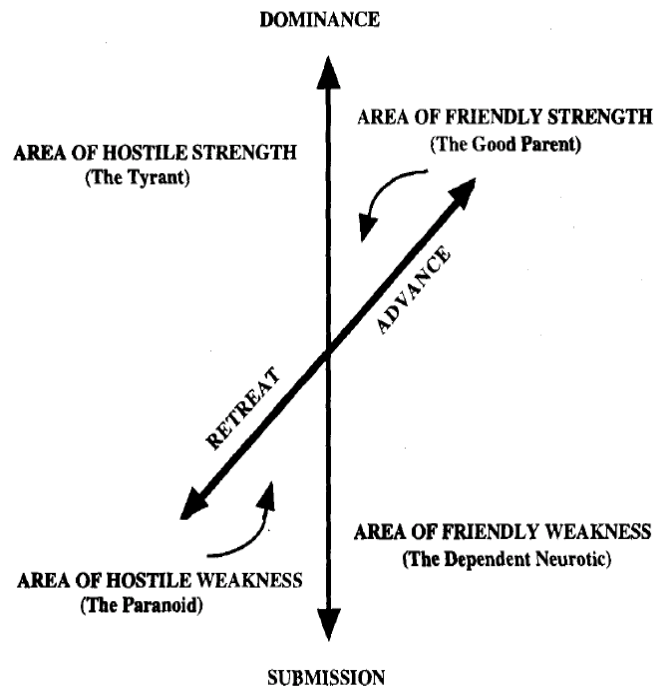 DOMINANCE
AREA OF FRIENDLY STRENGTH
(The Good Parent)
AREA OF HOSTILE STRENGTH
(The Tyrant)
ADVANCE
RETREAT
AREA OF FRIENDLY WEAKNESS
(The Dependent Neurotic)
AREA OF HOSTILE WEAKNESS
(The Paranoid)
SUBMISSION